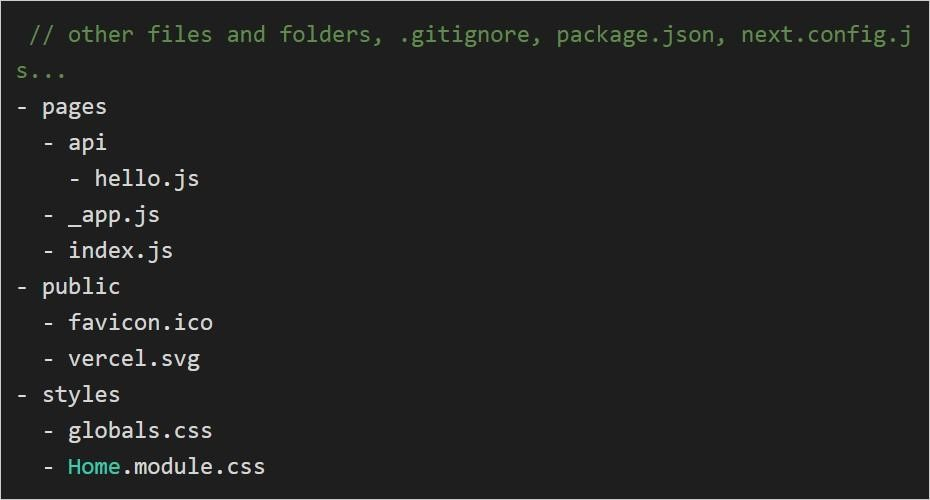 // other files and folders, .gitignore, package.json, next.config.j
s...
- pages
  - api
    - hello.js
  - _app.js
  - index.js
- public
  - favicon.ico
  - vercel.svg
- styles
  - globals.css
  - Home.module.css